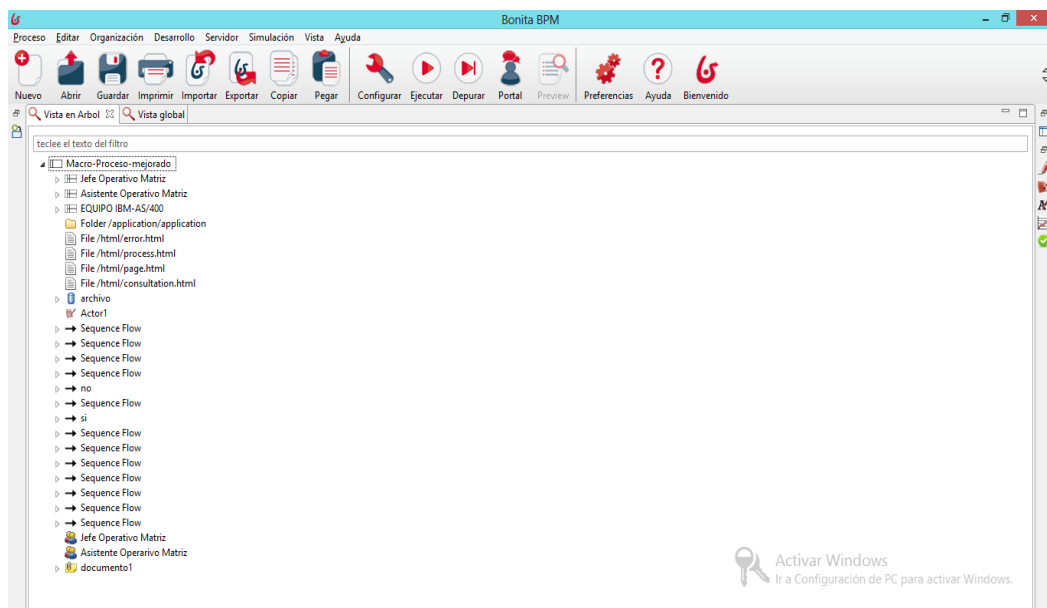 Bonita BPM
Proceso Editar Organización Desarrollo Servidor Simulación Vista Ayuda
Nuevo Abrir Guardar Imprimir Importar Exportar Copiar Pegar Configurar Ejecutar Depurar Portal Preview Preferencias Ayuda Bienvenido
Vista en Arbol Vista global
teclee el texto del filtro
Macro-Proceso-mejorado
Jefe Operativo Matriz
Asistente Operativo Matriz
EQUIPO IBM-AS/400
Folder /application/application
File /html/error.html
File /html/process.html
File /html/page.html
File /html/consultation.html
archivo
Actor1
Sequence Flow
Sequence Flow
Sequence Flow
Sequence Flow
no
Sequence Flow
si
Sequence Flow
Sequence Flow
Sequence Flow
Sequence Flow
Sequence Flow
Sequence Flow
Sequence Flow
Jefe Operativo Matriz
Asistente Operarivo Matriz
documento1
Activar Windows
Ir a Configuración de PC para activar Windows.